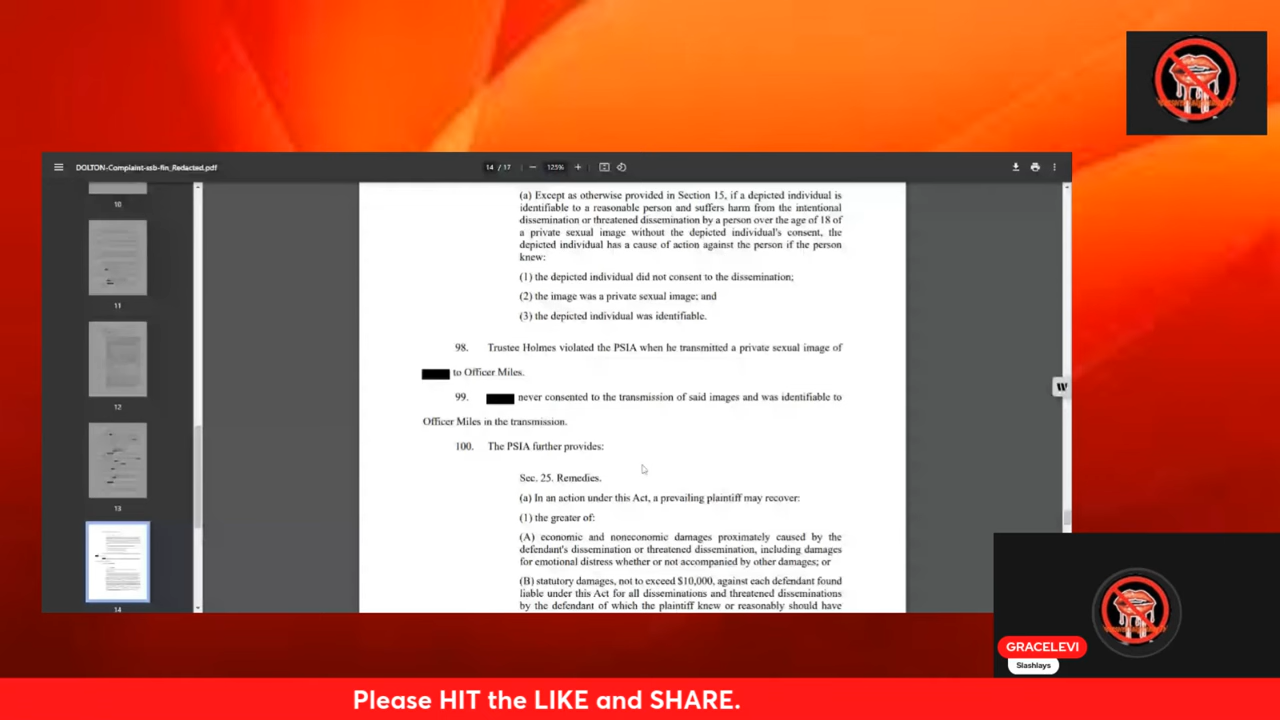 DOLTON-Complaint-ssb-fin_Redacted.pdf
14 / 17
125%
10
11
12
13
14
(a) Except as otherwise provided in Section 15, if a depicted individual is
identifiable to a reasonable person and suffers harm from the intentional
dissemination or threatened dissemination by a person over the age of 18 of
a private sexual image without the depicted individual's consent, the
depicted individual has a cause of action against the person if the person
knew:
(1) the depicted individual did not consent to the dissemination;
(2) the image was a private sexual image; and
(3) the depicted individual was identifiable.
98. Trustee Holmes violated the PSIA when he transmitted a private sexual image of
to Officer Miles.
99. never consented to the transmission of said images and was identifiable to
Officer Miles in the transmission.
100. The PSIA further provides:
Sec. 25. Remedies.
(a) In an action under this Act, a prevailing plaintiff may recover:
(1) the greater of:
(A) economic and noneconomic damages proximately caused by the
defendant's dissemination or threatened dissemination, including damages
for emotional distress whether or not accompanied by other damages; or
(B) statutory damages, not to exceed $10,000, against each defendant found
liable under this Act for all disseminations and threatened disseminations
by the defendant of which the plaintiff knew or reasonably should have
W
GRACELEVI
Slashlays
Please HIT the LIKE and SHARE.